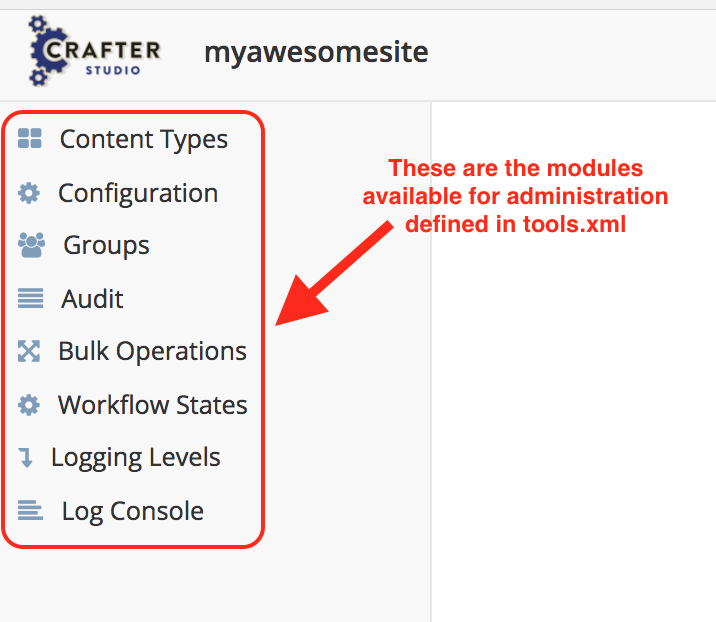 CRAFTER
STUDIO
myawesomesite
Content Types
Configuration
Groups
Audit
Bulk Operations
Workflow States
Logging Levels
Log Console
These are the modules
available for administration
defined in tools.xml